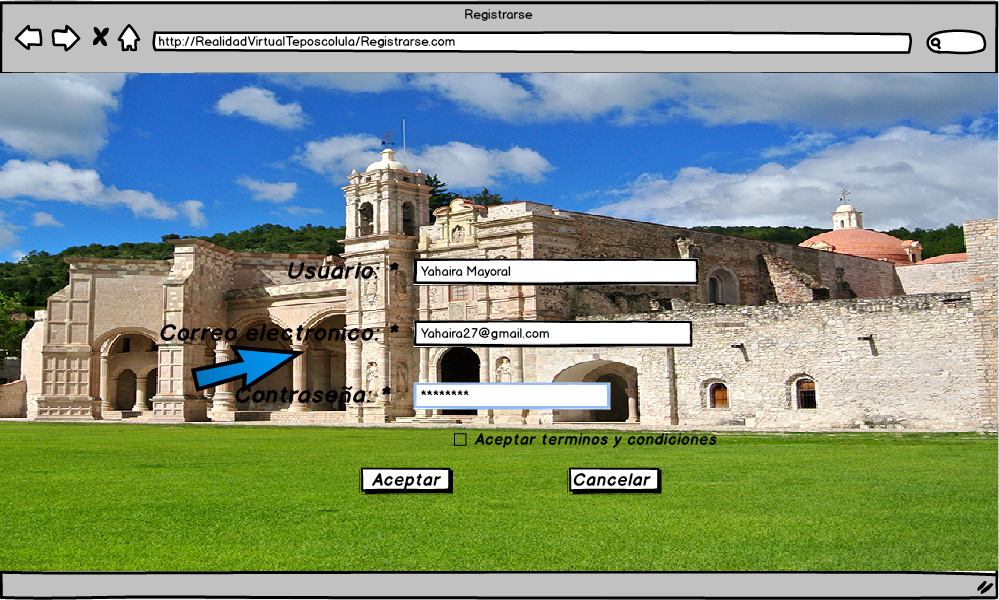 Registrarse
http://RealidadVirtualTeposcolula/Registrarse.com
Usuario: * Yahaira Mayoral
Correo electronico: * Yahaira27@gmail.com
Contraseña: * ********
Aceptar terminos y condiciones
Aceptar Cancelar